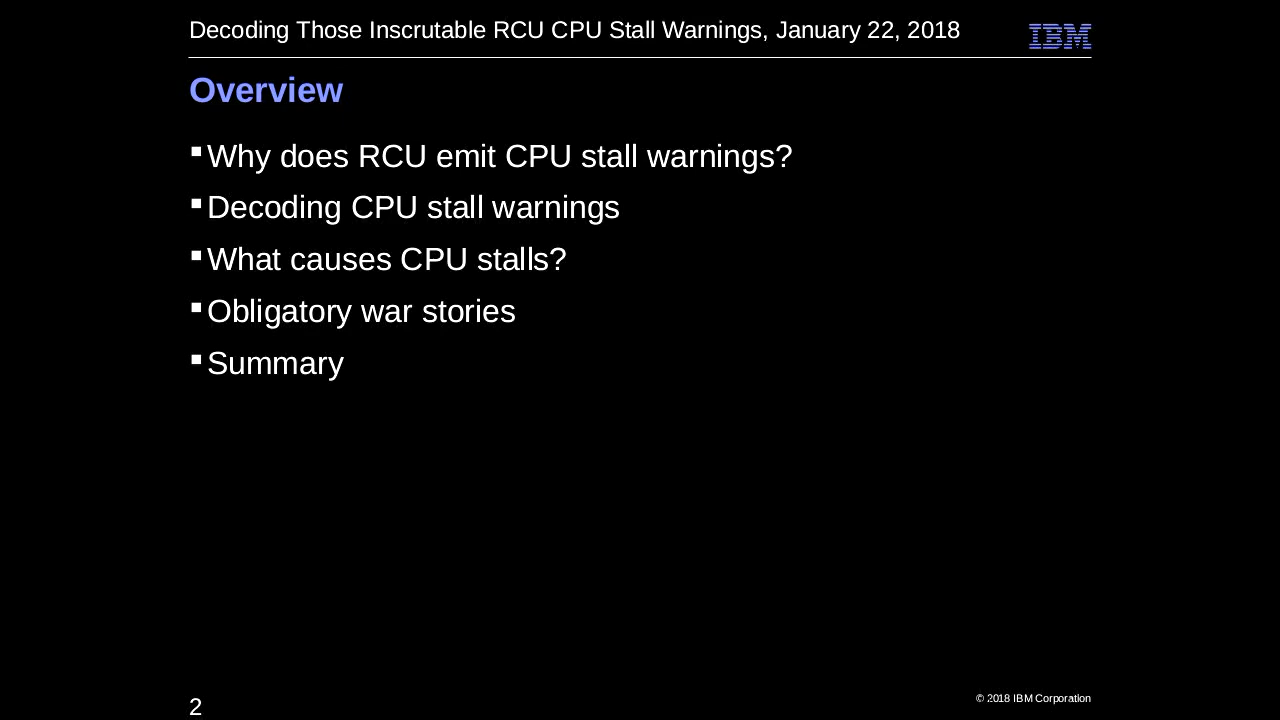 Decoding Those Inscrutable RCU CPU Stall Warnings, January 22, 2018
IBM
Overview
▪Why does RCU emit CPU stall warnings?
▪Decoding CPU stall warnings
▪What causes CPU stalls?
▪Obligatory war stories
▪Summary
2
© 2018 IBM Corporation